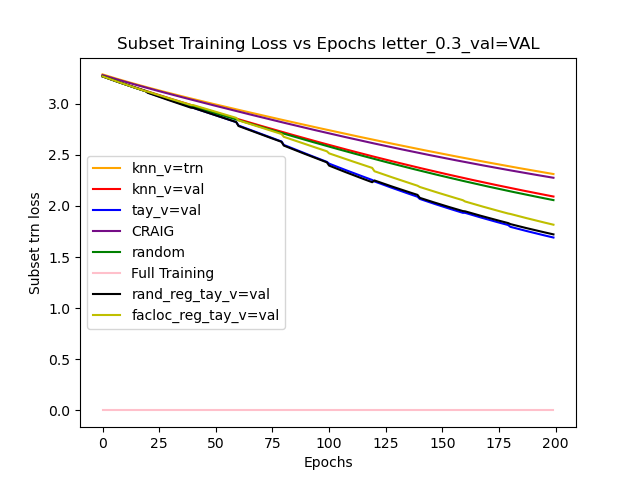 Subset Training Loss vs Epochs letter_0.3_val=VAL
Subset trn loss
3.0
2.5
2.0
1.5
1.0
0.5
0.0
knn_v=trn
knn_v=val
tay_v=val
CRAIG
random
Full Training
rand_reg_tay_v=val
facloc_reg_tay_v=val
0 25 50 75 100 125 150 175 200
Epochs